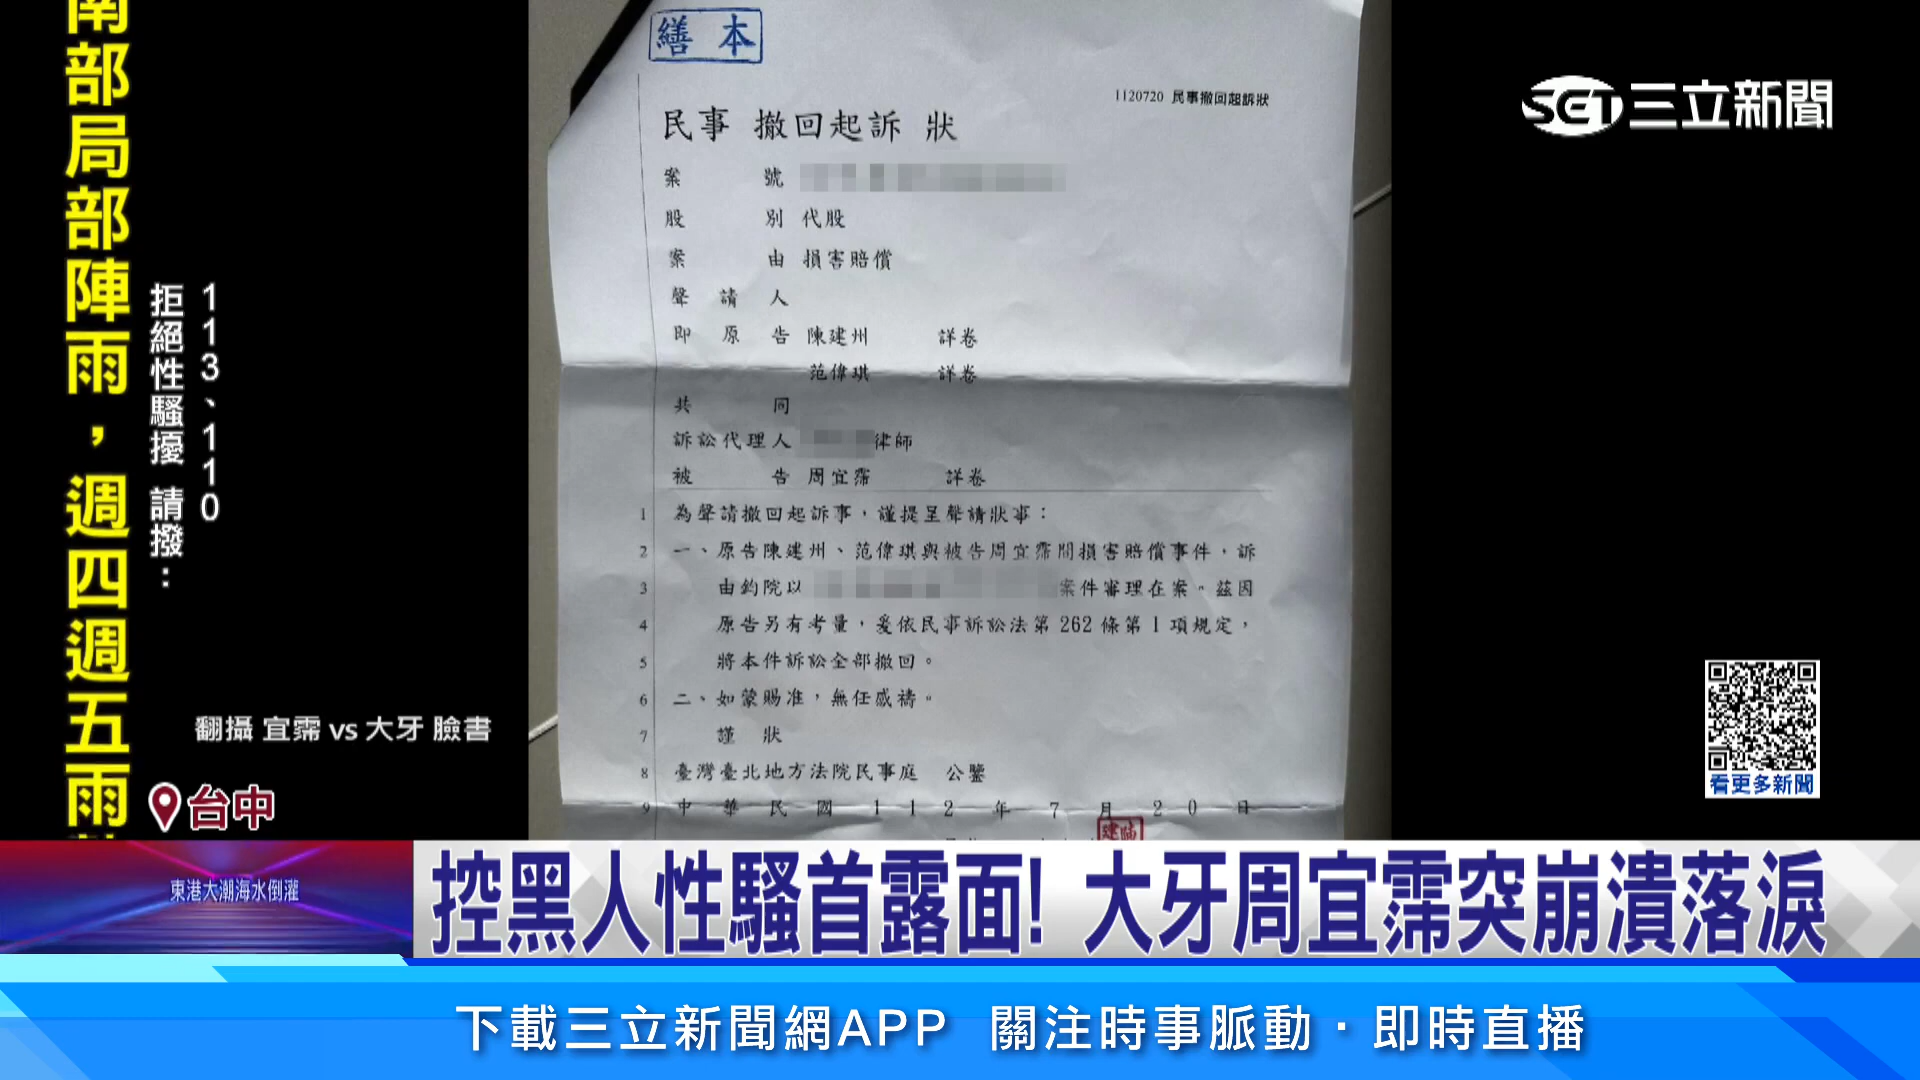 南部局部陣雨，週四週五雨
拒絕性騷擾 請撥：
113、110
翻攝 宜霈 vs 大牙 臉書
台中
繕本
1120720 民事撤回起訴狀
民事 撤回起訴 狀
案 號
股 別 代股
案 由 損害賠償
聲 請 人
即 原 告 陳建州 詳卷
范偉琪 詳卷
共 同
訴訟代理人 律師
被 告 周宜霈 詳卷
1 為聲請撤回起訴事，謹提呈聲請狀事：
2 一、原告陳建州、范偉琪與被告周宜霈間損害賠償事件，訴
3 由鈞院以 案件審理在案。茲因
4 原告另有考量，爰依民事訴訟法第262條第1項規定，
5 將本件訴訟全部撤回。
6 二、如蒙賜准，無任感禱。
7 謹 狀
8 臺灣臺北地方法院民事庭 公鑒
9 中 華 民 國 1 1 2 年 7 月 2 0 日
SET三立新聞
看更多新聞
東港大潮海水倒灌
控黑人性騷首露面! 大牙周宜霈突崩潰落淚
下載三立新聞網APP 關注時事脈動．即時直播